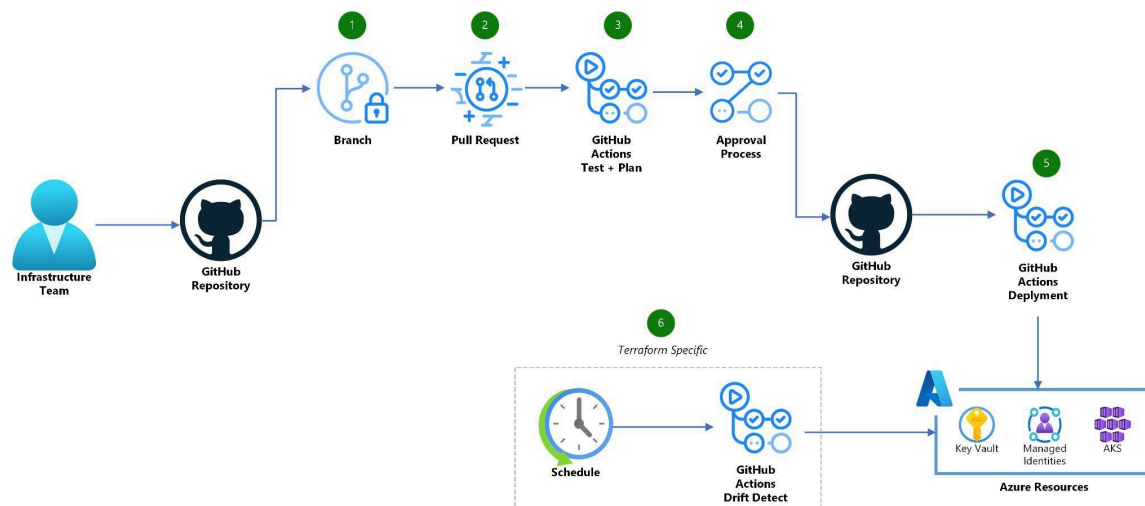 1
2
3
4
Branch
Pull Request
GitHub
Actions
Test + Plan
Approval
Process
5
Infrastructure
Team
GitHub
Repository
GitHub
Repository
GitHub
Actions
Deplyment
6
Terraform Specific
Schedule
GitHub
Actions
Drift Detect
Key Vault
Managed
Identities
AKS
Azure Resources